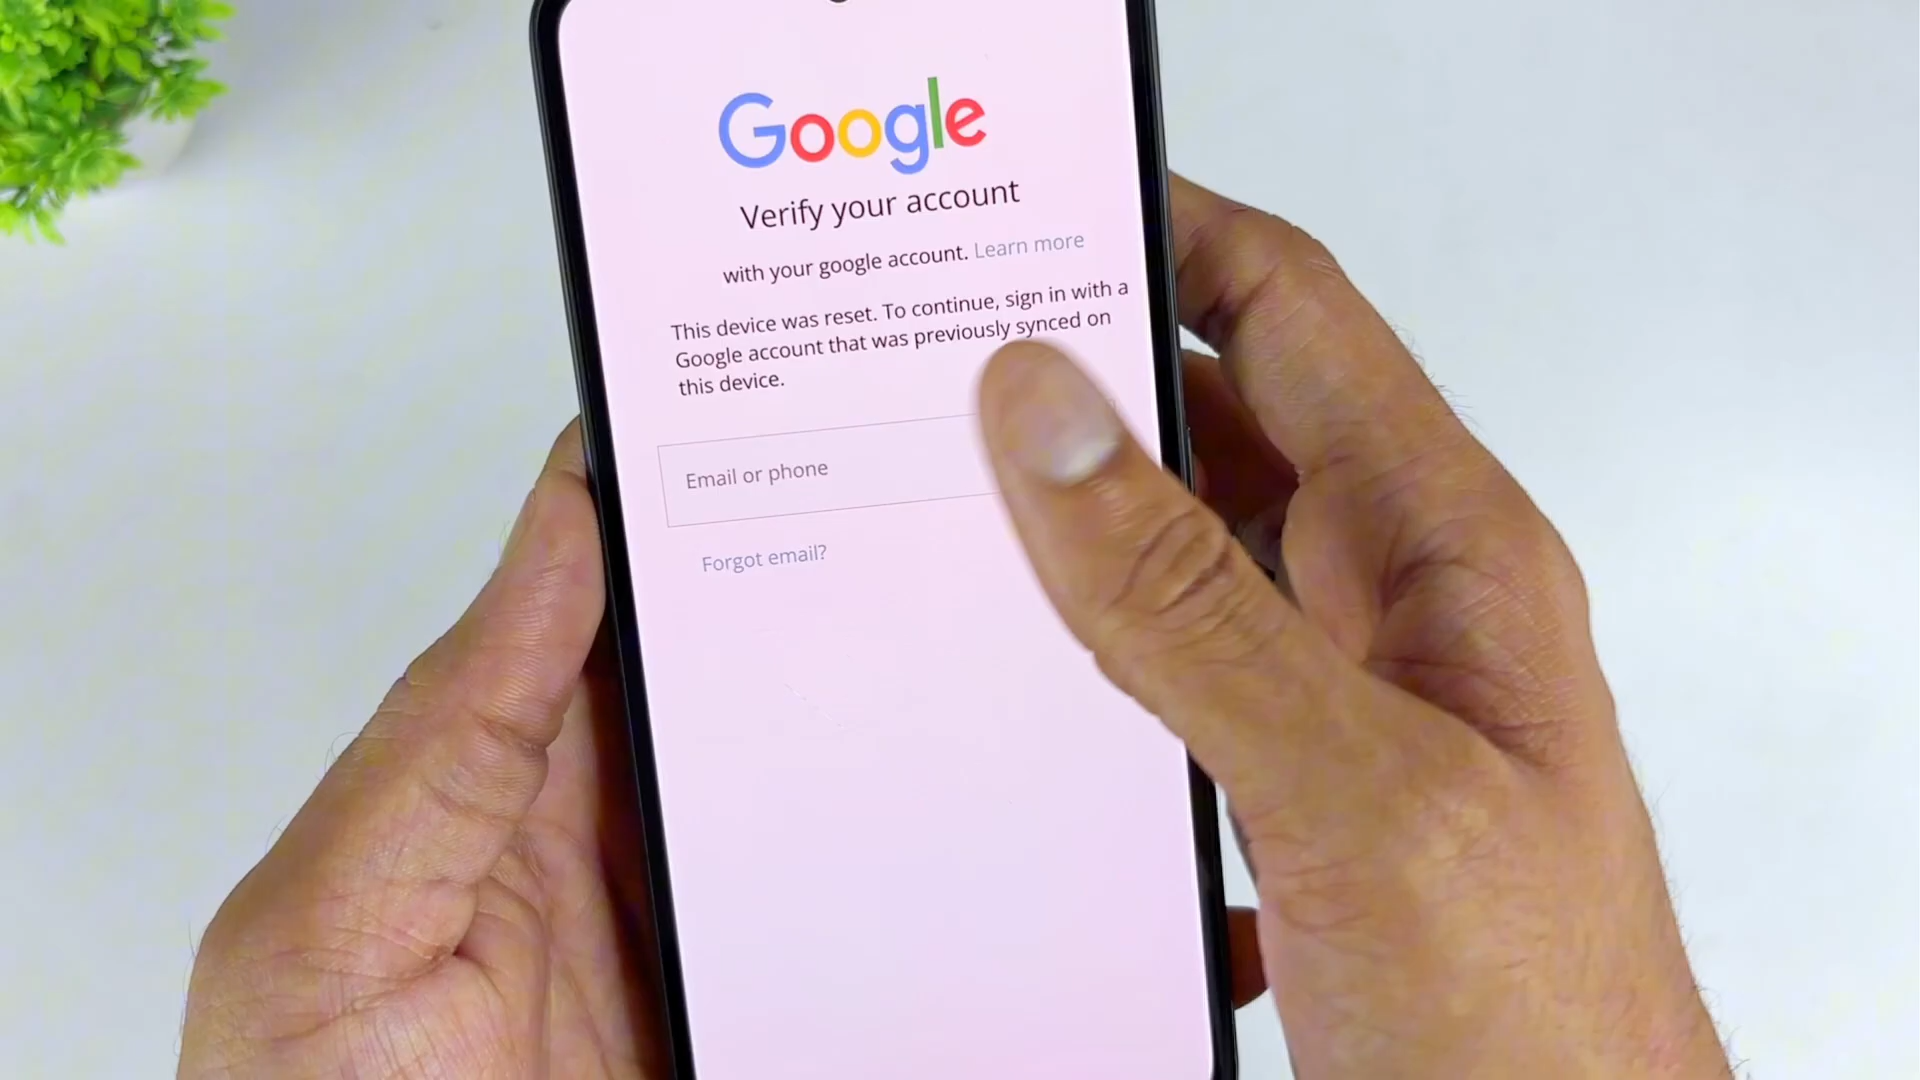 Google
Verify your account
with your google account. Learn more
This device was reset. To continue, sign in with a
Google account that was previously synced on
this device.
Email or phone
Forgot email?